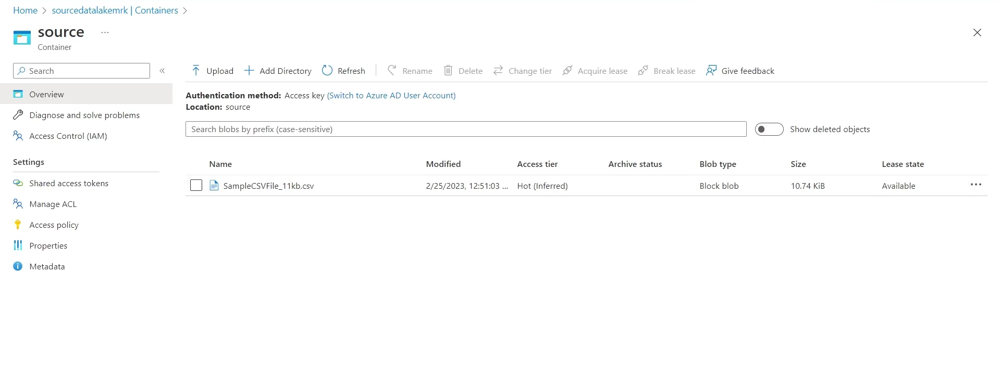 Home > sourcedatalakemrk | Containers >
source ...
Container
Search «
Upload Add Directory Refresh Rename Delete Change tier Acquire lease Break lease Give feedback
Overview
Diagnose and solve problems
Access Control (IAM)
Settings
Shared access tokens
Manage ACL
Access policy
Properties
Metadata
Authentication method: Access key (Switch to Azure AD User Account)
Location: source
Search blobs by prefix (case-sensitive)
Show deleted objects
Name Modified Access tier Archive status Blob type Size Lease state
SampleCSVFile_11kb.csv 2/25/2023, 12:51:03 ... Hot (Inferred) Block blob 10.74 KiB Available ...